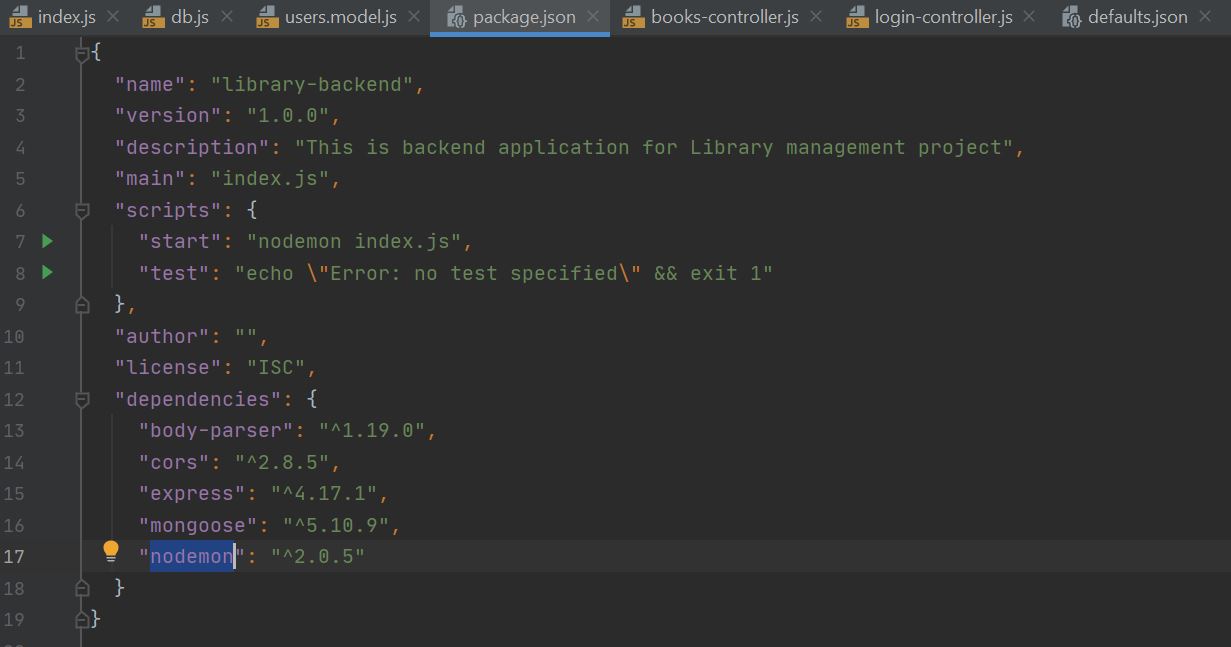 index.js db.js users.model.js package.json books-controller.js login-controller.js defaults.json
1 {
2 "name": "library-backend",
3 "version": "1.0.0",
4 "description": "This is backend application for Library management project",
5 "main": "index.js",
6 "scripts": {
7 "start": "nodemon index.js",
8 "test": "echo \"Error: no test specified\" && exit 1"
9 },
10 "author": "",
11 "license": "ISC",
12 "dependencies": {
13 "body-parser": "^1.19.0",
14 "cors": "^2.8.5",
15 "express": "^4.17.1",
16 "mongoose": "^5.10.9",
17 "nodemon": "^2.0.5"
18 }
19 }